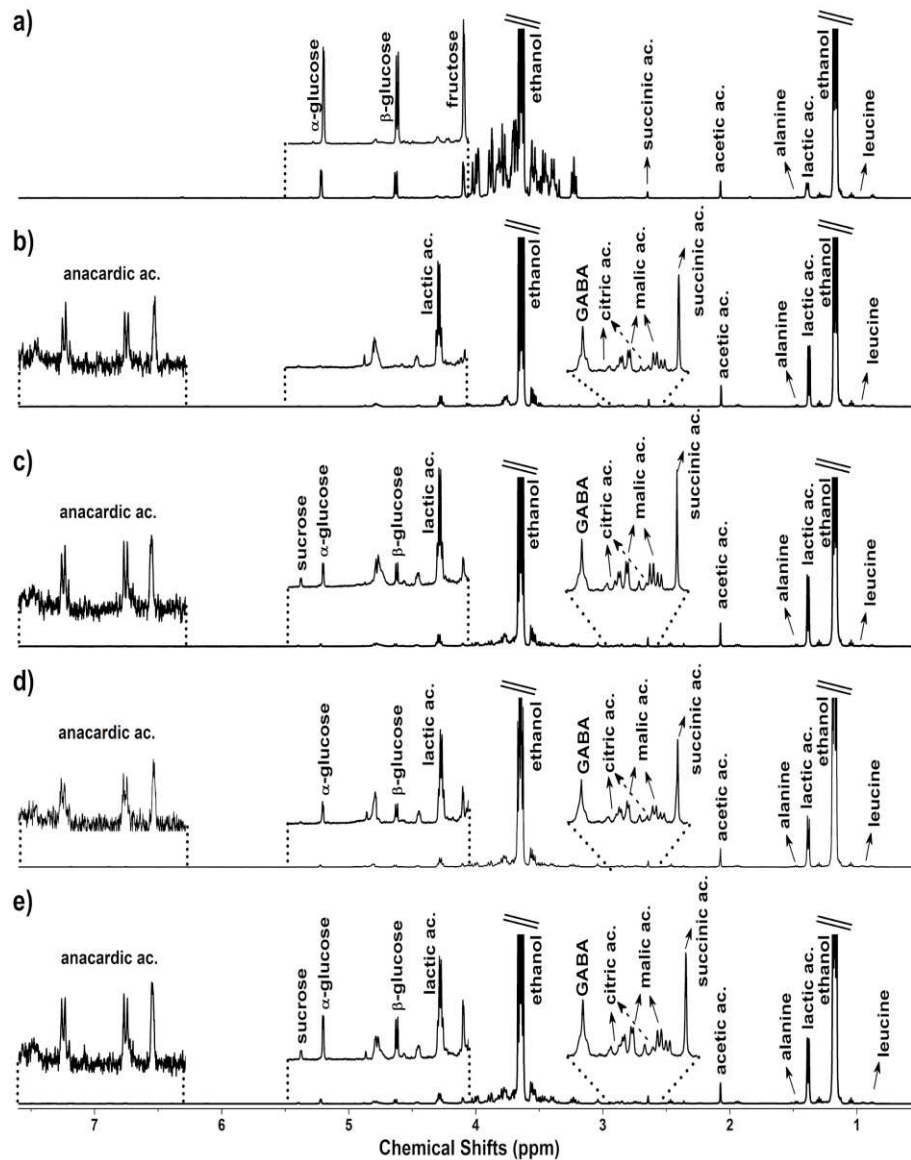 a)
α-glucose
β-glucose
fructose
ethanol
succinic ac.
acetic ac.
alanine
lactic ac.
ethanol
leucine
b)
anacardic ac.
lactic ac.
ethanol
GABA
citric ac.
malic ac.
succinic ac.
acetic ac.
alanine
lactic ac.
ethanol
leucine
c)
anacardic ac.
sucrose
α-glucose
β-glucose
lactic ac.
ethanol
GABA
citric ac.
malic ac.
succinic ac.
acetic ac.
alanine
lactic ac.
ethanol
leucine
d)
anacardic ac.
α-glucose
β-glucose
lactic ac.
ethanol
GABA
citric ac.
malic ac.
succinic ac.
acetic ac.
alanine
lactic ac.
ethanol
leucine
e)
anacardic ac.
sucrose
α-glucose
β-glucose
lactic ac.
ethanol
GABA
citric ac.
malic ac.
succinic ac.
acetic ac.
alanine
lactic ac.
ethanol
leucine
7 6 5 4 3 2 1
Chemical Shifts (ppm)